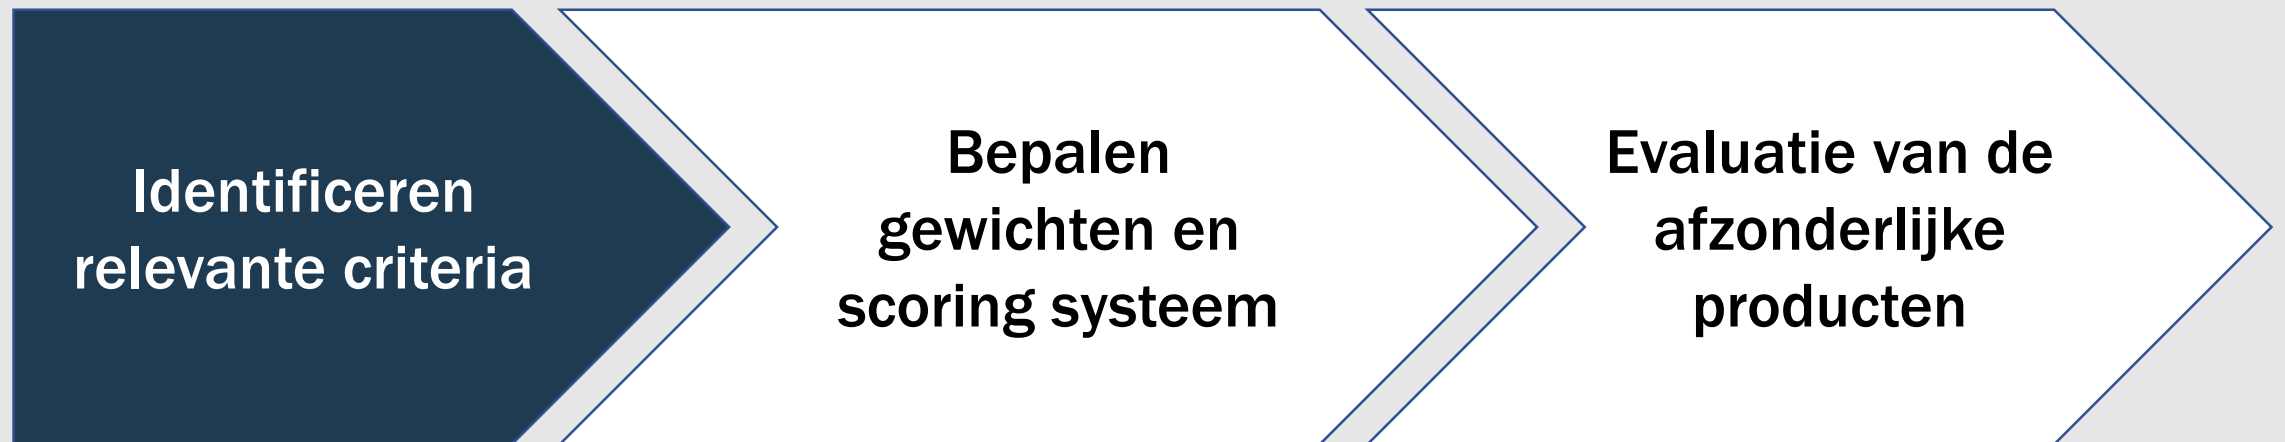 Identificeren
relevante criteria
Bepalen
gewichten en
scoring systeem
Evaluatie van de
afzonderlijke
producten